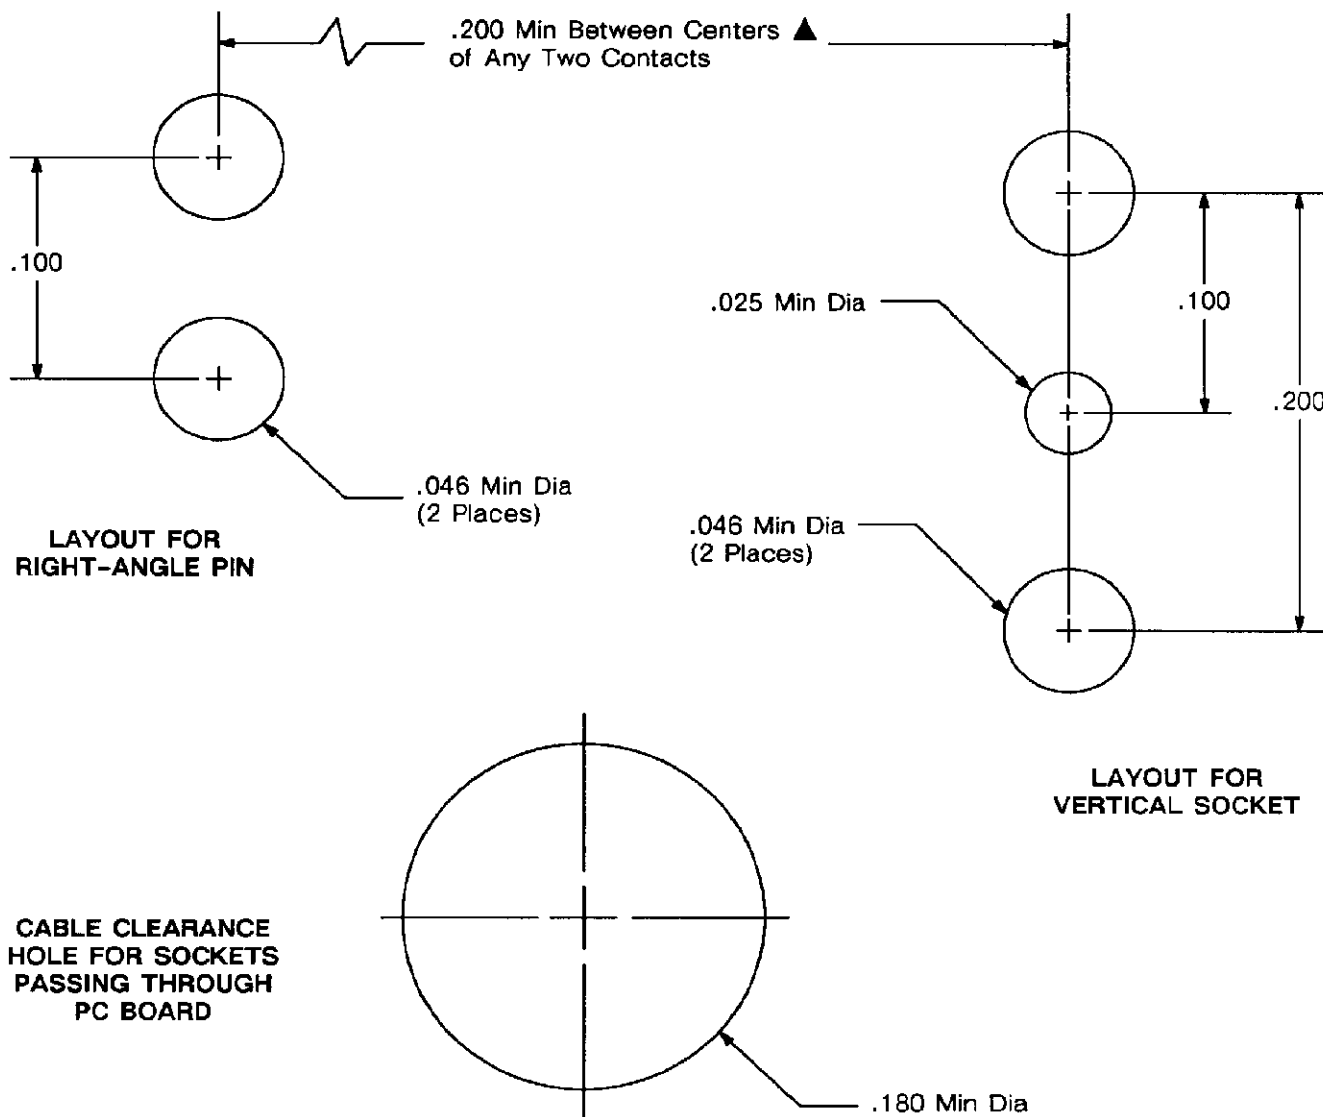 .200 Min Between Centers ▲
of Any Two Contacts
.100
.025 Min Dia
.100
.200
.046 Min Dia
(2 Places)
.046 Min Dia
(2 Places)
LAYOUT FOR
RIGHT-ANGLE PIN
LAYOUT FOR
VERTICAL SOCKET
CABLE CLEARANCE
HOLE FOR SOCKETS
PASSING THROUGH
PC BOARD
.180 Min Dia